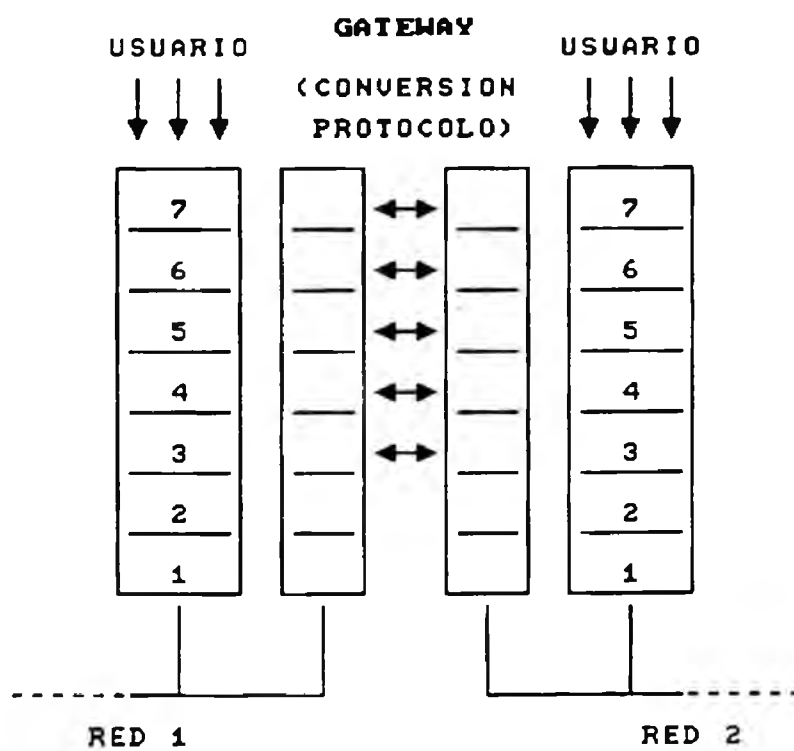 GATEWAY
USUARIO USUARIO
(CONVERSION
PROTOCOLO)
7 7
6 6
5 5
4 4
3 3
2 2
1 1
RED 1 RED 2